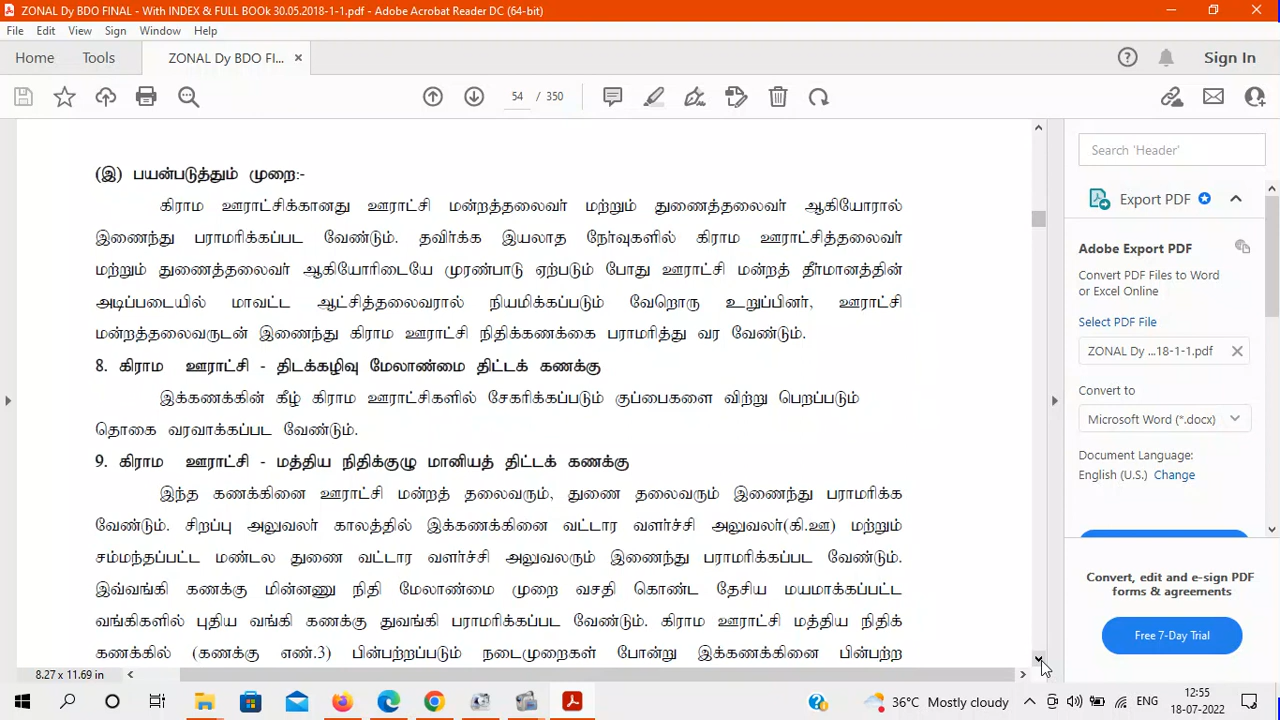 ZONAL Dy BDO FINAL - With INDEX & FULL BOOk 30.05.2018-1-1.pdf - Adobe Acrobat Reader DC (64-bit)
File Edit View Sign Window Help
Home Tools ZONAL Dy BDO FI... Sign In
54 / 350
(இ) பயன்படுத்தும் முறை:-
கிராம ஊராட்சிக்கானது ஊராட்சி மன்றத்தலைவர் மற்றும் துணைத்தலைவர் ஆகியோரால்
இணைந்து பராமரிக்கப்பட வேண்டும். தவிர்க்க இயலாத நேர்வுகளில் கிராம ஊராட்சித்தலைவர்
மற்றும் துணைத்தலைவர் ஆகியோரிடையே முரண்பாடு ஏற்படும் போது ஊராட்சி மன்றத் தீர்மானத்தின்
அடிப்படையில் மாவட்ட ஆட்சித்தலைவரால் நியமிக்கப்படும் வேறொரு உறுப்பினர், ஊராட்சி
மன்றத்தலைவருடன் இணைந்து கிராம ஊராட்சி நிதிக்கணக்கை பராமரித்து வர வேண்டும்.
8. கிராம ஊராட்சி - திடக்கழிவு மேலாண்மை திட்டக் கணக்கு
இக்கணக்கின் கீழ் கிராம ஊராட்சிகளில் சேகரிக்கப்படும் குப்பைகளை விற்று பெறப்படும்
தொகை வரவாக்கப்பட வேண்டும்.
9. கிராம ஊராட்சி - மத்திய நிதிக்குழு மானியத் திட்டக் கணக்கு
இந்த கணக்கினை ஊராட்சி மன்றத் தலைவரும், துணை தலைவரும் இணைந்து பராமரிக்க
வேண்டும். சிறப்பு அலுவலர் காலத்தில் இக்கணக்கினை வட்டார வளர்ச்சி அலுவலர்(கி.ஊ) மற்றும்
சம்மந்தப்பட்ட மண்டல துணை வட்டார வளர்ச்சி அலுவலரும் இணைந்து பராமரிக்கப்பட வேண்டும்.
இவ்வங்கி கணக்கு மின்னணு நிதி மேலாண்மை முறை வசதி கொண்ட தேசிய மயமாக்கப்பட்ட
வங்கிகளில் புதிய வங்கி கணக்கு துவங்கி பராமரிக்கப்பட வேண்டும். கிராம ஊராட்சி மத்திய நிதிக்
கணக்கில் (கணக்கு எண்.3) பின்பற்றப்படும் நடைமுறைகள் போன்று இக்கணக்கினை பின்பற்ற
8.27 x 11.69 in
Search 'Header'
Export PDF
Adobe Export PDF
Convert PDF Files to Word
or Excel Online
Select PDF File
ZONAL Dy ...18-1-1.pdf
Convert to
Microsoft Word (*.docx)
Document Language:
English (U.S.) Change
Convert, edit and e-sign PDF
forms & agreements
Free 7-Day Trial
36°C Mostly cloudy ENG 12:55
18-07-2022